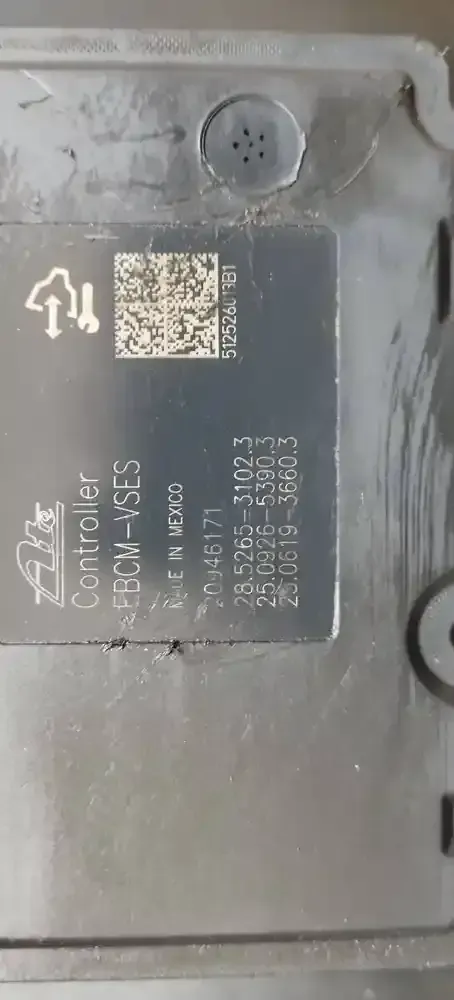 Ate
Controller
EBCM-VSES
MADE IN MEXICO
20J46171
28.5265-3102.3
25.0926-5390.3
25.0619-3660.3